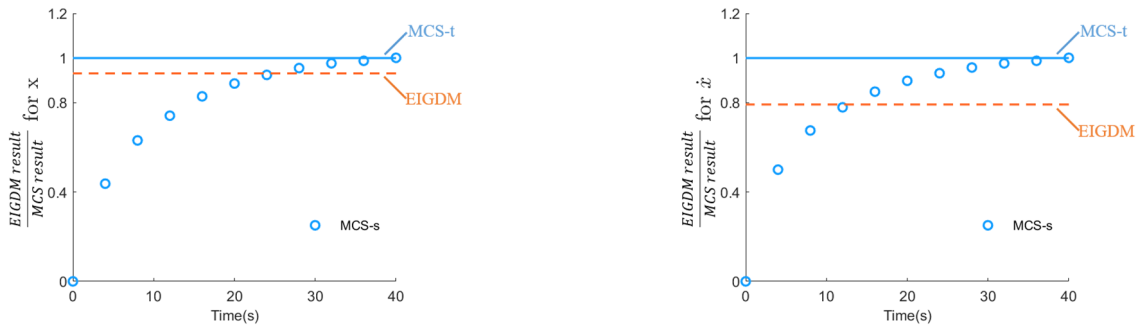 1.2
MCS-t
1
EIGDM
0.8
0.4
MCS-s
0
0 10 20 30 40
Time(s)
EIGDM result
MCS result
for x
1.2
MCS-t
1
0.8
EIGDM
0.4
MCS-s
0
0 10 20 30 40
Time(s)
EIGDM result
MCS result
for ẋ